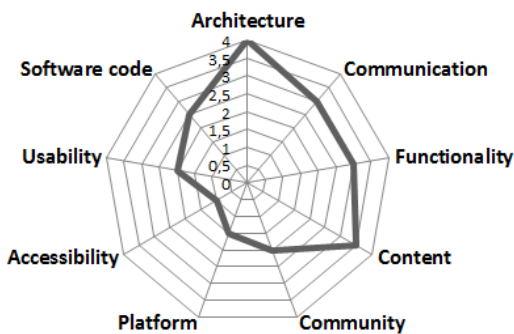 Architecture
4
3,5
3
2,5
2
1,5
1
0,5
0
Communication
Functionality
Content
Community
Platform
Accessibility
Usability
Software code